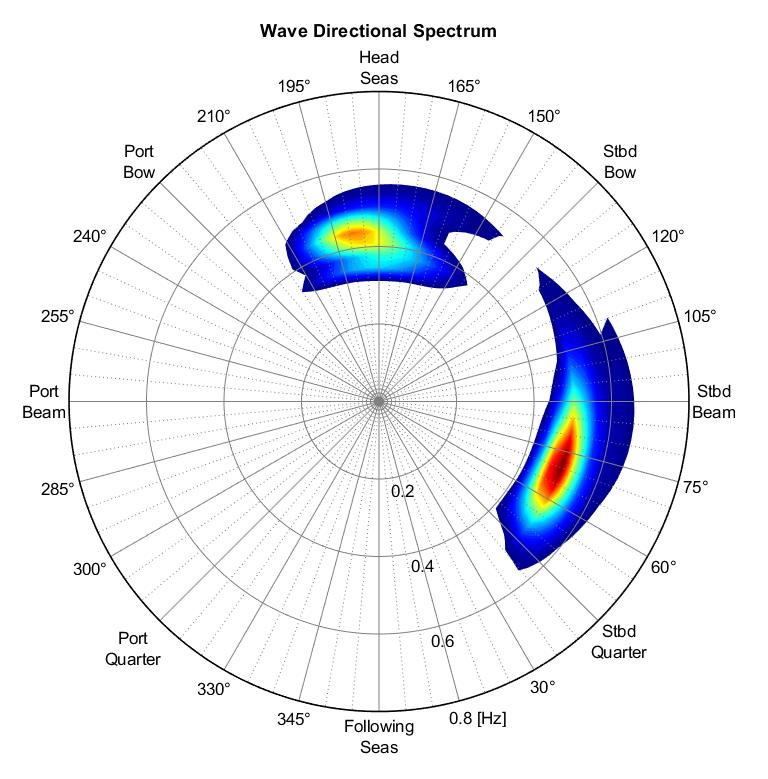 Wave Directional Spectrum
Head
Seas
195°
165°
210°
150°
Port
Bow
Stbd
Bow
240°
120°
255°
105°
Port
Beam
Stbd
Beam
285°
75°
0.2
300°
60°
0.4
Port
Quarter
Stbd
Quarter
0.6
330°
30°
345°
Following
Seas
0.8 [Hz]